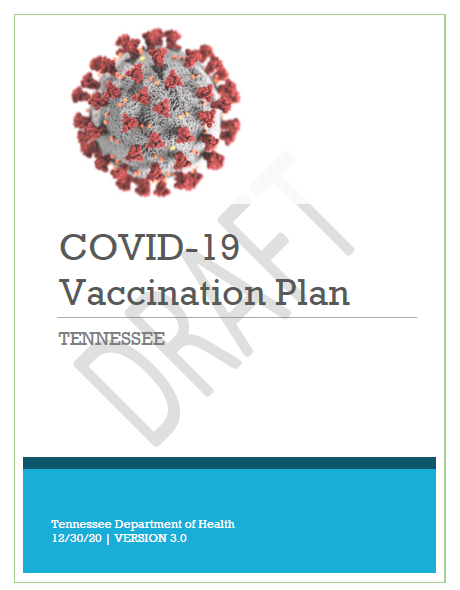 COVID-19
Vaccination Plan
TENNESSEE
DRAFT
Tennessee Department of Health
12/30/20 | VERSION 3.0